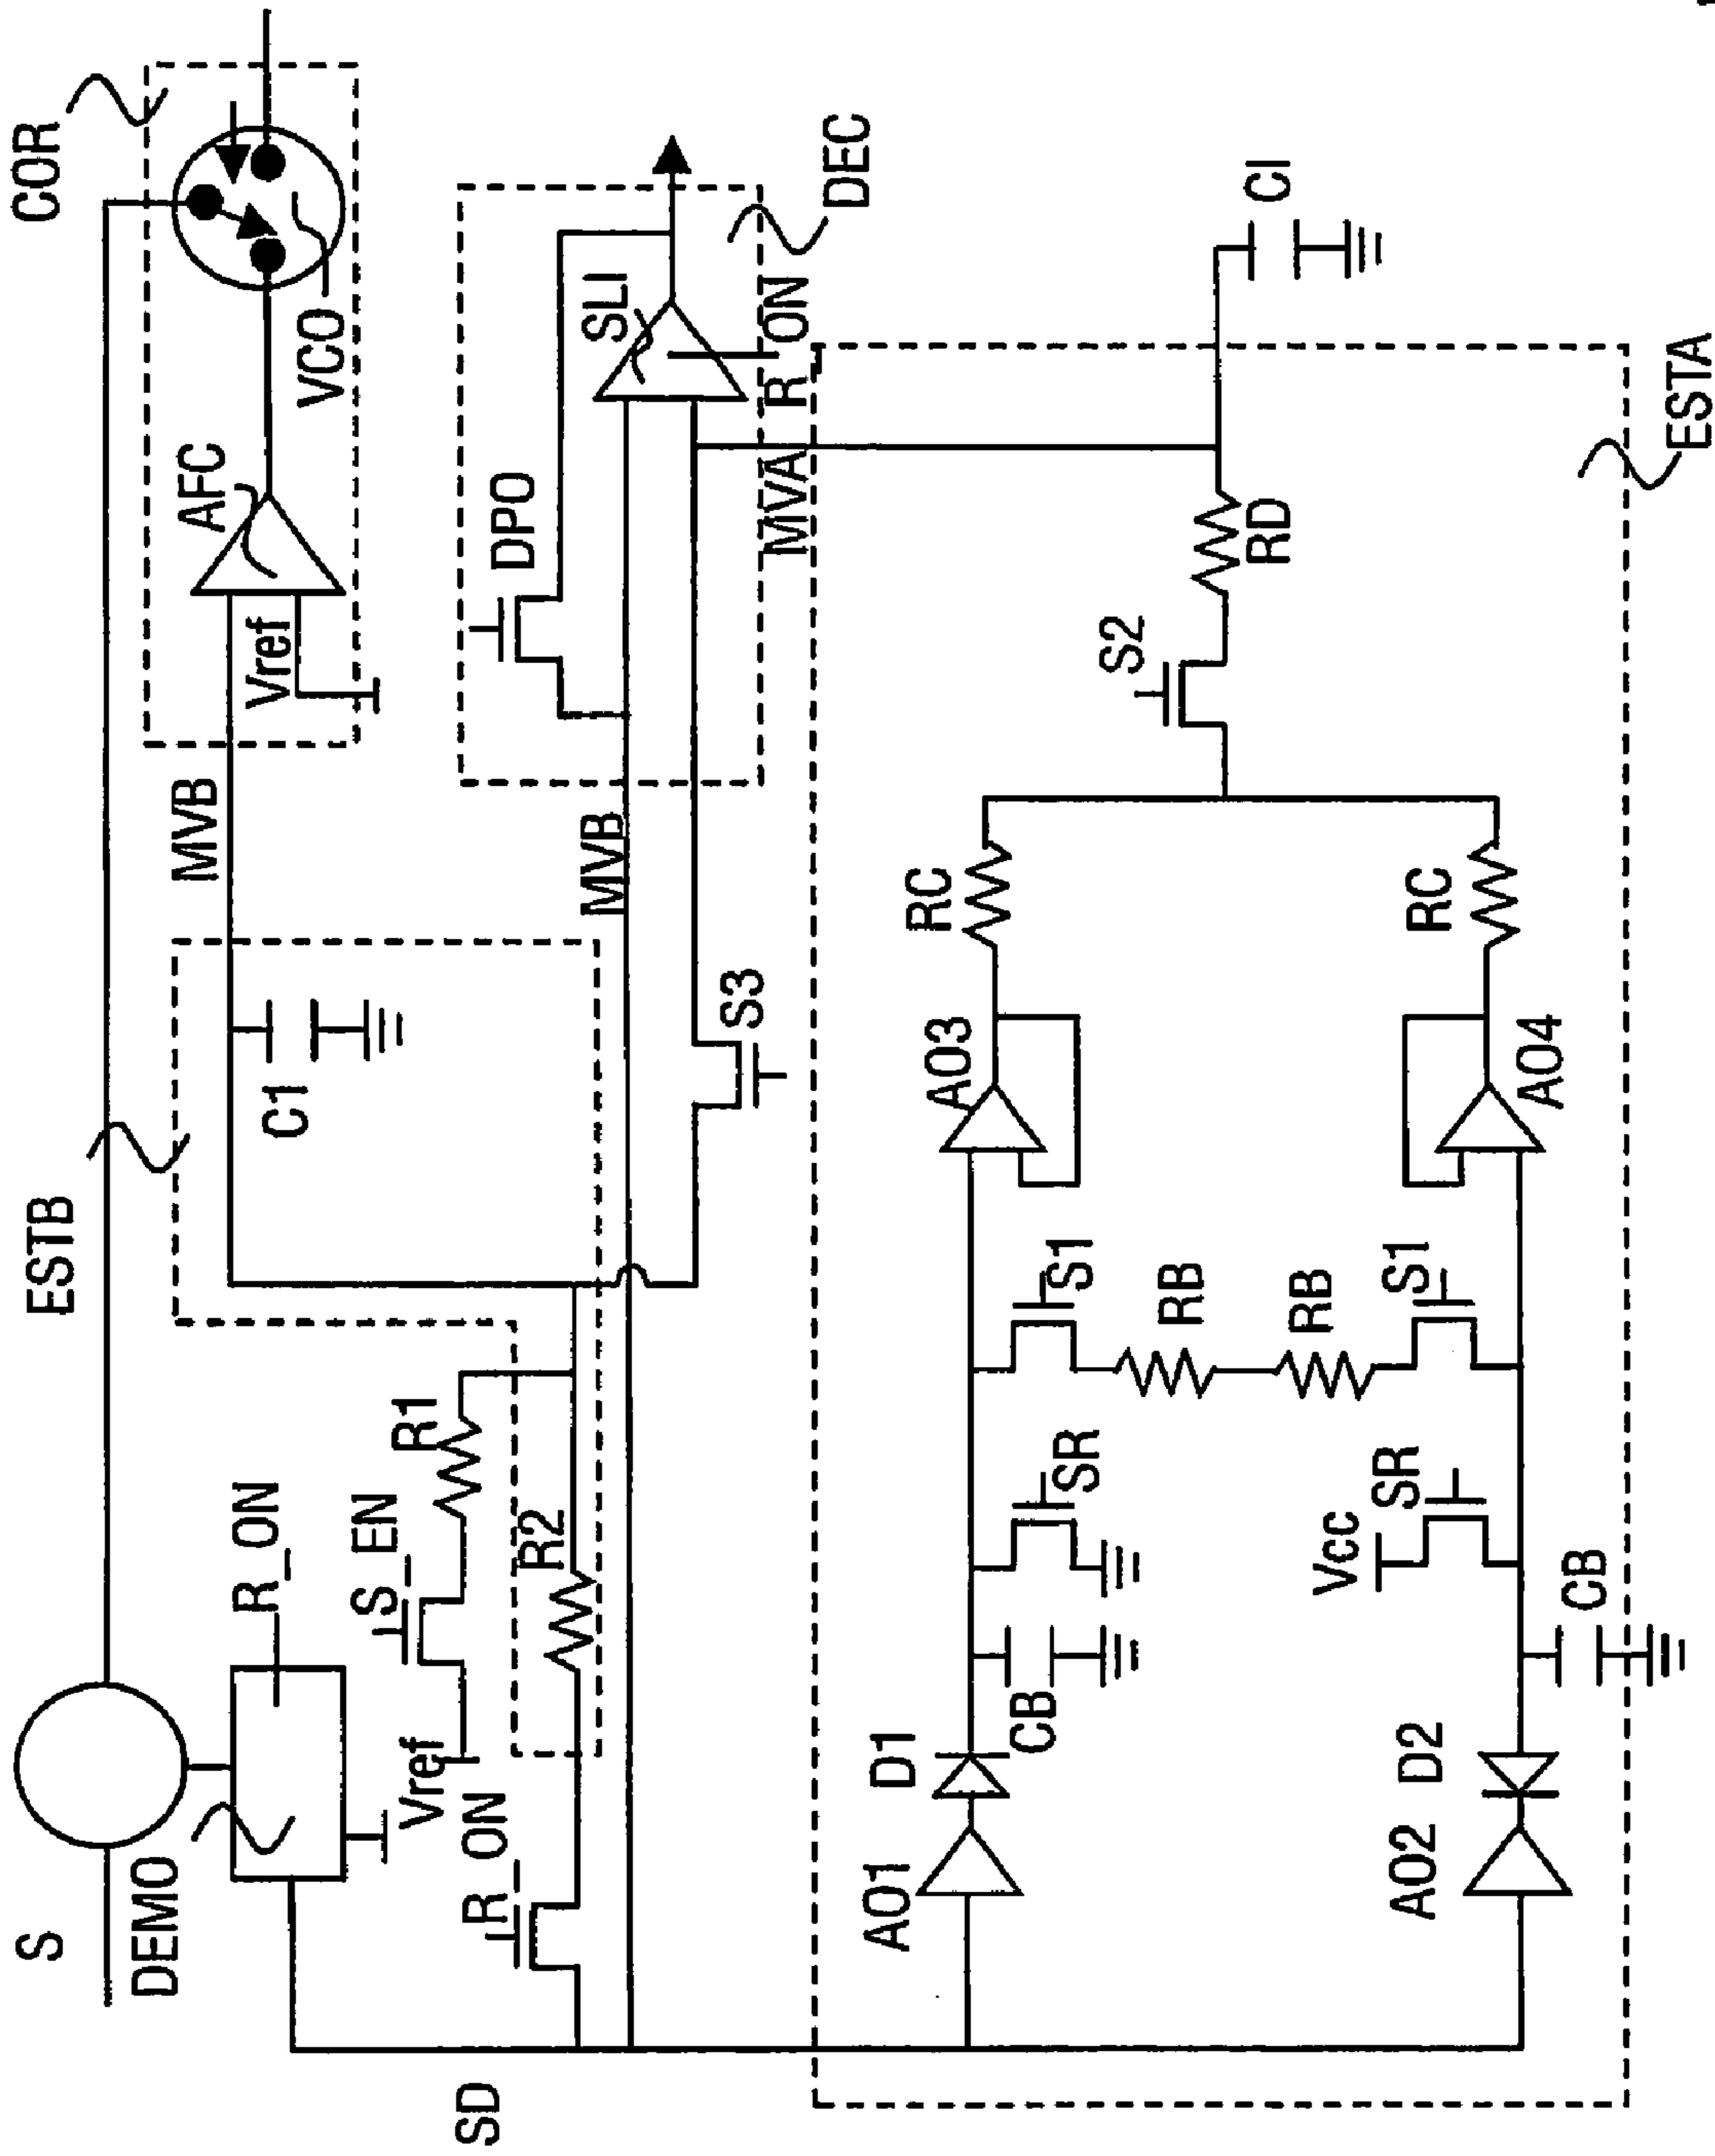 COR
VCO
AFC
Vref
MVB
ESTB
C1
S
DEMO
R_ON
S_EN
R1
Vref
R_ON
R2
SD
DPO
SLI
DEC
R_ON
MVA
MVB
S3
CI
ESTA
RD
S2
RC
RC
AO3
AO4
S1
RB
RB
S1
SR
Vcc
SR
CB
CB
D1
D2
AO1
AO2